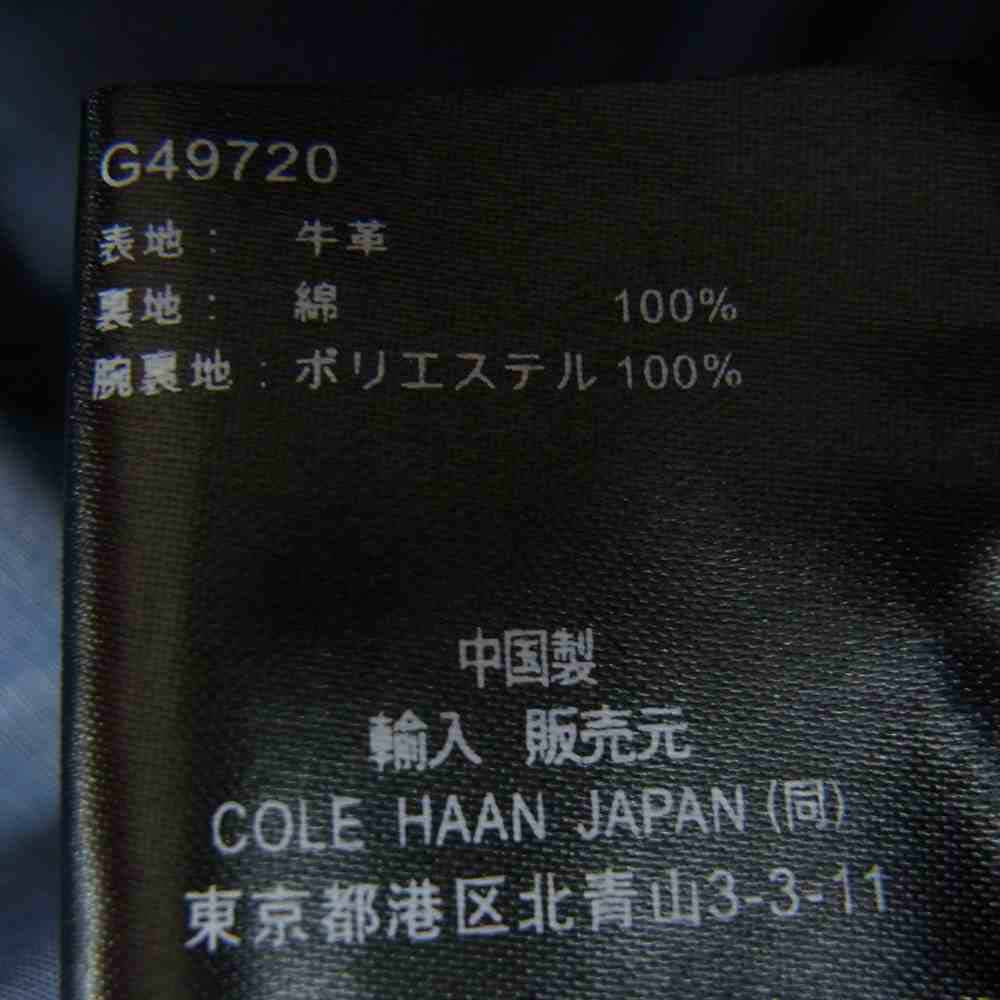 G49720
表地： 牛革
裏地： 綿 100%
腕裏地：ポリエステル 100%
中国製
輸入 販売元
COLE HAAN JAPAN (同)
東京都港区北青山3-3-11